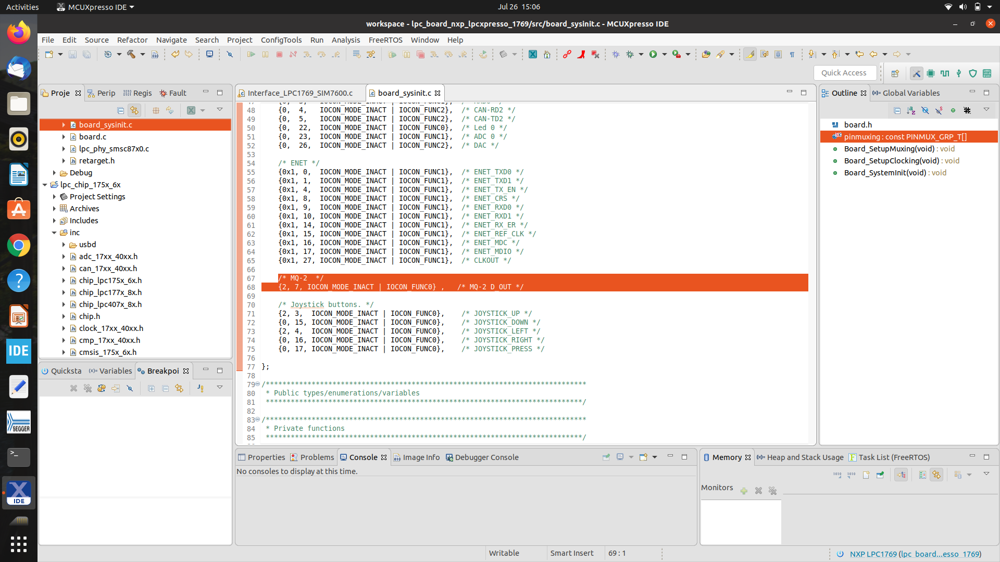 Activities
MCUXpresso IDE
Jul 26 15:06
workspace - lpc_board_nxp_lpcxpresso_1769/src/board_sysinit.c - MCUXpresso IDE
File Edit Source Refactor Navigate Search Project ConfigTools Run Analysis FreeRTOS Window Help
Quick Access
Proje
Perip
Regis
Fault
board_sysinit.c
board.c
lpc_phy_smsc87x0.c
retarget.h
Debug
lpc_chip_175x_6x
Project Settings
Archives
Includes
inc
usbd
adc_17xx_40xx.h
can_17xx_40xx.h
chip_lpc175x_6x.h
chip_lpc177x_8x.h
chip_lpc407x_8x.h
chip.h
clock_17xx_40xx.h
cmp_17xx_40xx.h
cmsis_175x_6x.h
Quicksta
Variables
Breakpoi
Interface_LPC1769_SIM7600.c
board_sysinit.c
48 {0, 4, IOCON_MODE_INACT | IOCON_FUNC2}, /* CAN-RD2 */
49 {0, 5, IOCON_MODE_INACT | IOCON_FUNC2}, /* CAN-TD2 */
50 {0, 22, IOCON_MODE_INACT | IOCON_FUNC0}, /* Led 0 */
51 {0, 23, IOCON_MODE_INACT | IOCON_FUNC1}, /* ADC 0 */
52 {0, 26, IOCON_MODE_INACT | IOCON_FUNC2}, /* DAC */
53
54 /* ENET */
55 {0x1, 0, IOCON_MODE_INACT | IOCON_FUNC1}, /* ENET_TXD0 */
56 {0x1, 1, IOCON_MODE_INACT | IOCON_FUNC1}, /* ENET_TXD1 */
57 {0x1, 4, IOCON_MODE_INACT | IOCON_FUNC1}, /* ENET_TX_EN */
58 {0x1, 8, IOCON_MODE_INACT | IOCON_FUNC1}, /* ENET_CRS */
59 {0x1, 9, IOCON_MODE_INACT | IOCON_FUNC1}, /* ENET_RXD0 */
60 {0x1, 10, IOCON_MODE_INACT | IOCON_FUNC1}, /* ENET_RXD1 */
61 {0x1, 14, IOCON_MODE_INACT | IOCON_FUNC1}, /* ENET_RX_ER */
62 {0x1, 15, IOCON_MODE_INACT | IOCON_FUNC1}, /* ENET_REF_CLK */
63 {0x1, 16, IOCON_MODE_INACT | IOCON_FUNC1}, /* ENET_MDC */
64 {0x1, 17, IOCON_MODE_INACT | IOCON_FUNC1}, /* ENET_MDIO */
65 {0x1, 27, IOCON_MODE_INACT | IOCON_FUNC1}, /* CLKOUT */
66
67 /* MQ-2 */
68 {2, 7, IOCON_MODE_INACT | IOCON_FUNC0} , /* MQ-2 D_OUT */
69
70 /* Joystick buttons. */
71 {2, 3, IOCON_MODE_INACT | IOCON_FUNC0}, /* JOYSTICK_UP */
72 {0, 15, IOCON_MODE_INACT | IOCON_FUNC0}, /* JOYSTICK_DOWN */
73 {2, 4, IOCON_MODE_INACT | IOCON_FUNC0}, /* JOYSTICK_LEFT */
74 {0, 16, IOCON_MODE_INACT | IOCON_FUNC0}, /* JOYSTICK_RIGHT */
75 {0, 17, IOCON_MODE_INACT | IOCON_FUNC0}, /* JOYSTICK_PRESS */
76
77 };
78
79 /*****************************************************************************
80 * Public types/enumerations/variables
81 ****************************************************************************/
82
83 /*****************************************************************************
84 * Private functions
85 ****************************************************************************/
Outline
Global Variables
board.h
pinmuxing : const PINMUX_GRP_T[]
Board_SetupMuxing(void) : void
Board_SetupClocking(void) : void
Board_SystemInit(void) : void
Properties
Problems
Console
Image Info
Debugger Console
No consoles to display at this time.
Memory
Heap and Stack Usage
Task List (FreeRTOS)
Monitors
IDE
SEGGER
IDE
Writable
Smart Insert
69 : 1
NXP LPC1769 (lpc_board...esso_1769)